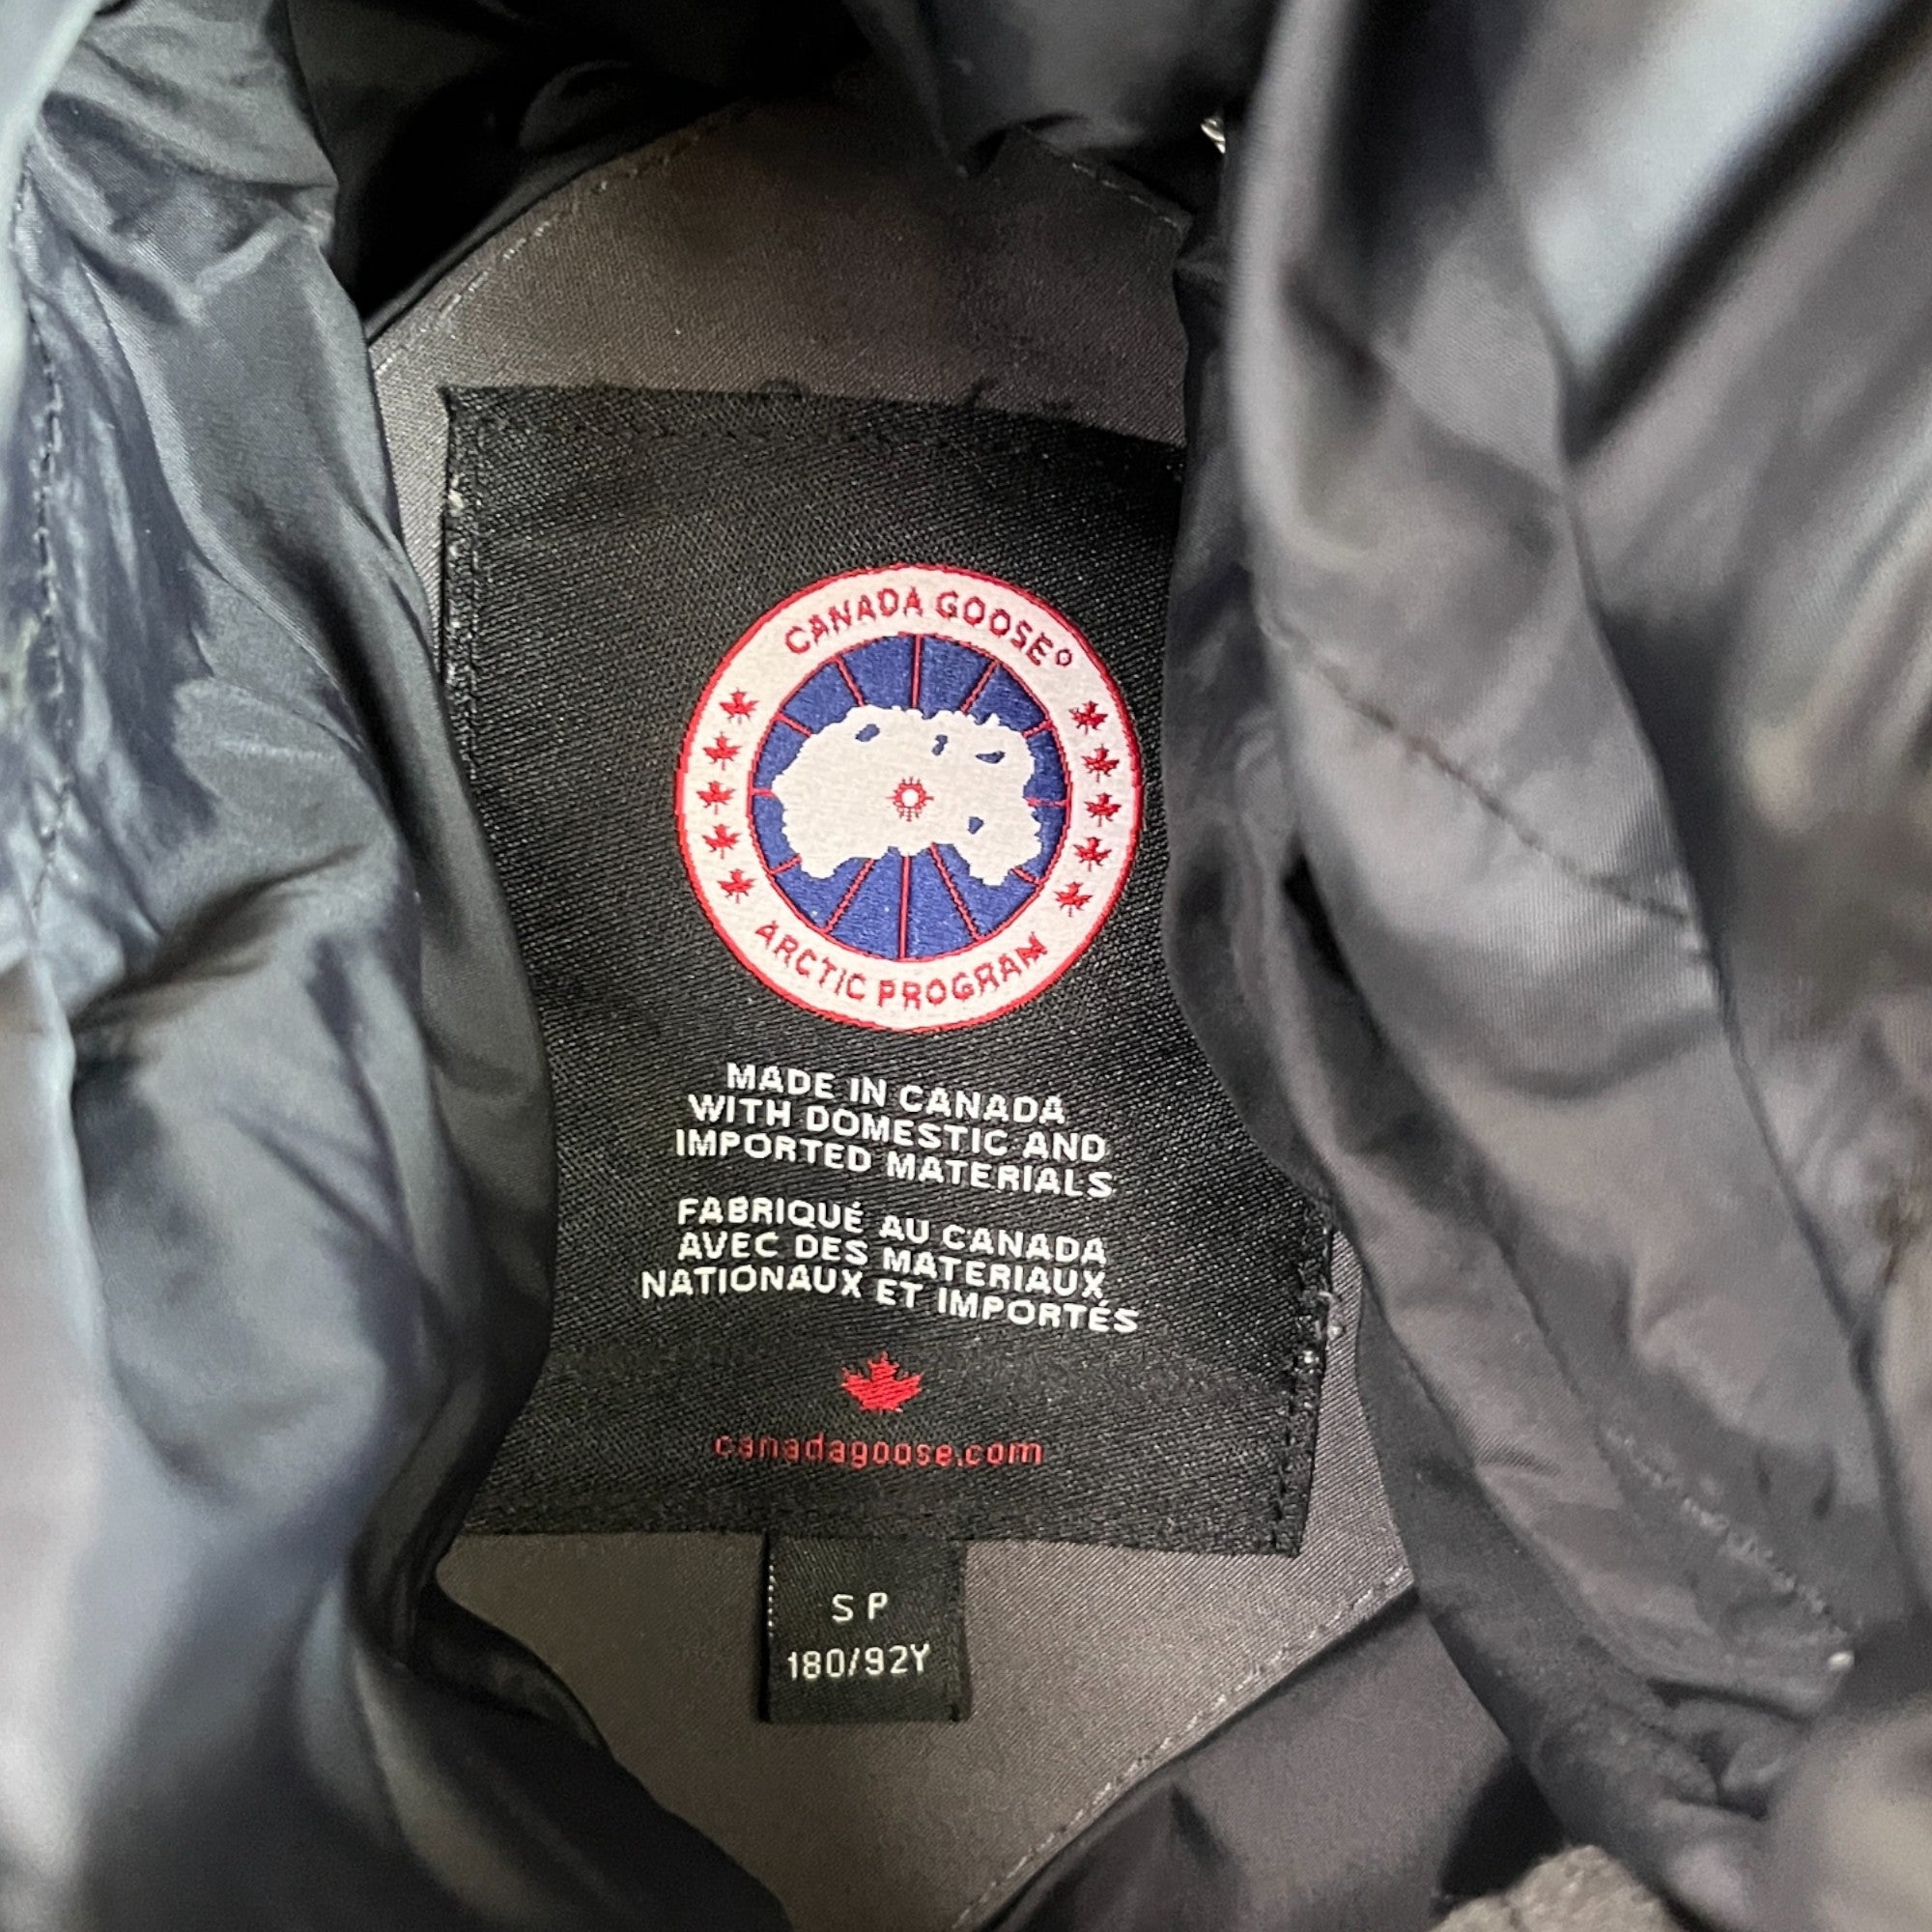 CANADA GOOSE
ARCTIC PROGRAM
MADE IN CANADA
WITH DOMESTIC AND
IMPORTED MATERIALS
FABRIQUÉ AU CANADA
AVEC DES MATERIAUX
NATIONAUX ET IMPORTÉS
canadagoose.com
S P
180/92Y